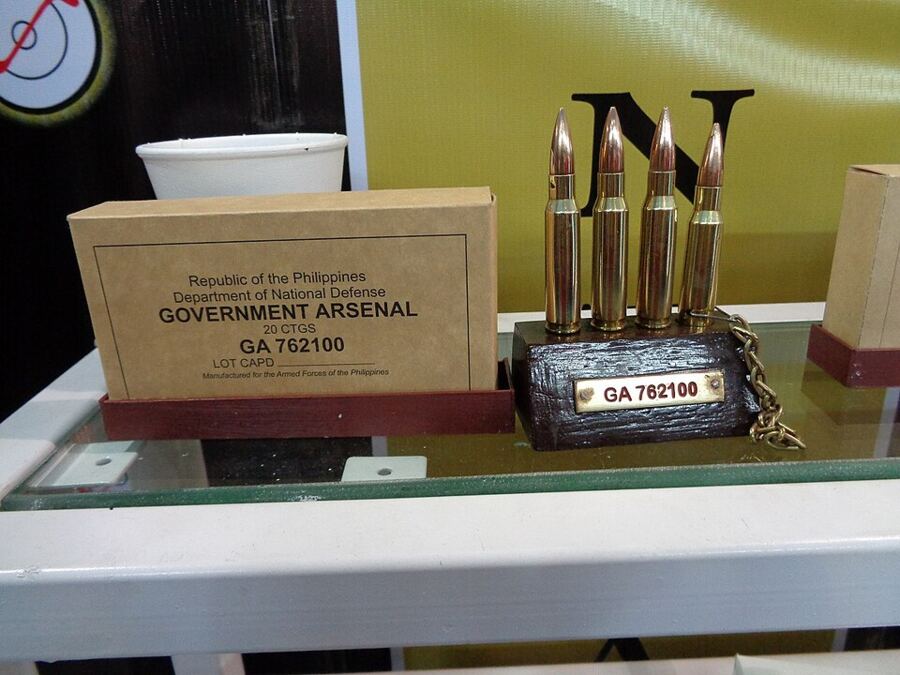 Republic of the Philippines
Department of National Defense
GOVERNMENT ARSENAL
20 CTGS
GA 762100
LOT CAPD
Manufactured for the Armed Forces of the Philippines
N
GA 762100